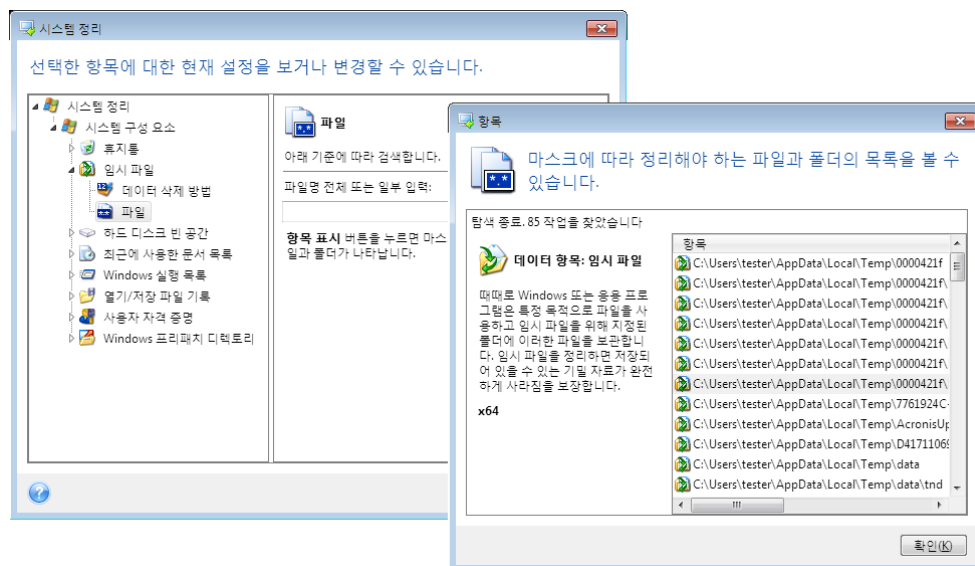 시스템 정리
선택한 항목에 대한 현재 설정을 보거나 변경할 수 있습니다.
시스템 정리
시스템 구성 요소
휴지통
임시 파일
데이터 삭제 방법
파일
하드 디스크 빈 공간
최근에 사용한 문서 목록
Windows 실행 목록
열기/저장 파일 기록
사용자 자격 증명
Windows 프리패치 디렉토리
*.*
파일
아래 기준에 따라 검색합니다.
파일명 전체 또는 일부 입력:
항목 표시 버튼을 누르면 마스
일과 폴더가 나타납니다.
항목
*.*
마스크에 따라 정리해야 하는 파일과 폴더의 목록을 볼 수
있습니다.
탐색 종료. 85 작업을 찾았습니다
데이터 항목: 임시 파일
때때로 Windows 또는 응용 프로
그램은 특정 목적으로 파일을 사
용하고 임시 파일을 위해 지정된
폴더에 이러한 파일을 보관합니
다. 임시 파일을 정리하면 저장되
어 있을 수 있는 기밀 자료가 완전
하게 사라짐을 보장합니다.
x64
항목
C:\Users\tester\AppData\Local\Temp\0000421f
C:\Users\tester\AppData\Local\Temp\0000421f\
C:\Users\tester\AppData\Local\Temp\0000421f\
C:\Users\tester\AppData\Local\Temp\0000421f\
C:\Users\tester\AppData\Local\Temp\0000421f\
C:\Users\tester\AppData\Local\Temp\0000421f\
C:\Users\tester\AppData\Local\Temp\0000421f\
C:\Users\tester\AppData\Local\Temp\7761924C-
C:\Users\tester\AppData\Local\Temp\AcronisUp
C:\Users\tester\AppData\Local\Temp\D4171106
C:\Users\tester\AppData\Local\Temp\data
C:\Users\tester\AppData\Local\Temp\data\tnd
확인(K)